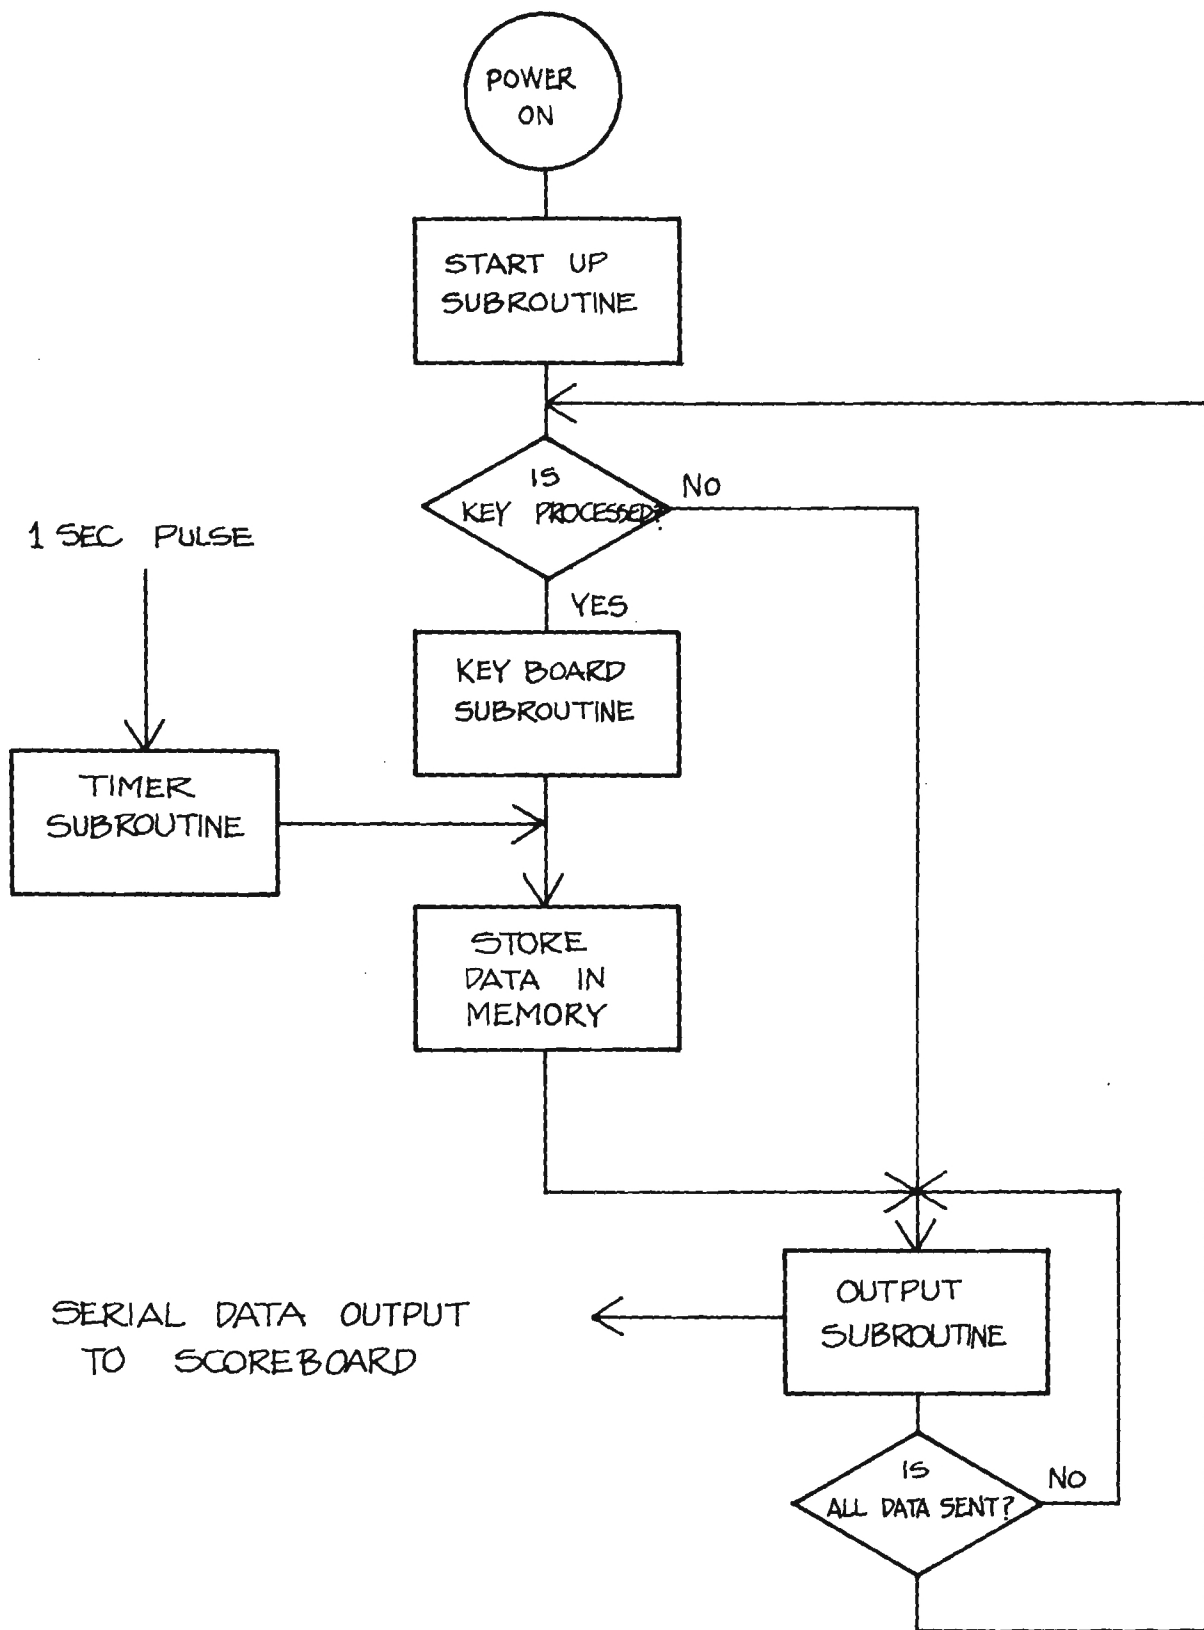 POWER
ON
START UP
SUBROUTINE
IS
KEY PROCESSED?
NO
YES
1 SEC PULSE
KEY BOARD
SUBROUTINE
TIMER
SUBROUTINE
STORE
DATA IN
MEMORY
OUTPUT
SUBROUTINE
SERIAL DATA OUTPUT
TO SCOREBOARD
IS
ALL DATA SENT?
NO